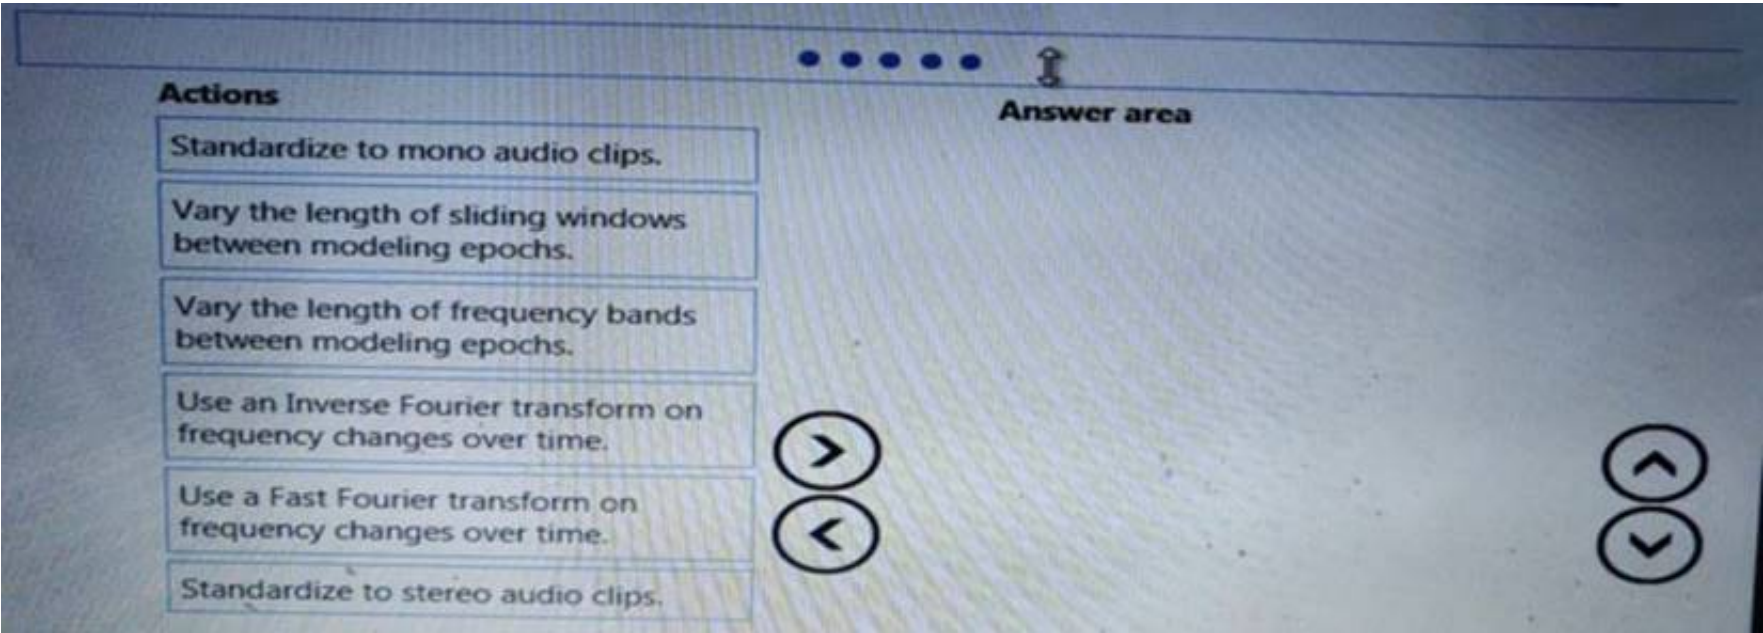 Actions
Answer area
Standardize to mono audio clips.
Vary the length of sliding windows
between modeling epochs.
Vary the length of frequency bands
between modeling epochs.
Use an Inverse Fourier transform on
frequency changes over time.
Use a Fast Fourier transform on
frequency changes over time.
Standardize to stereo audio clips.